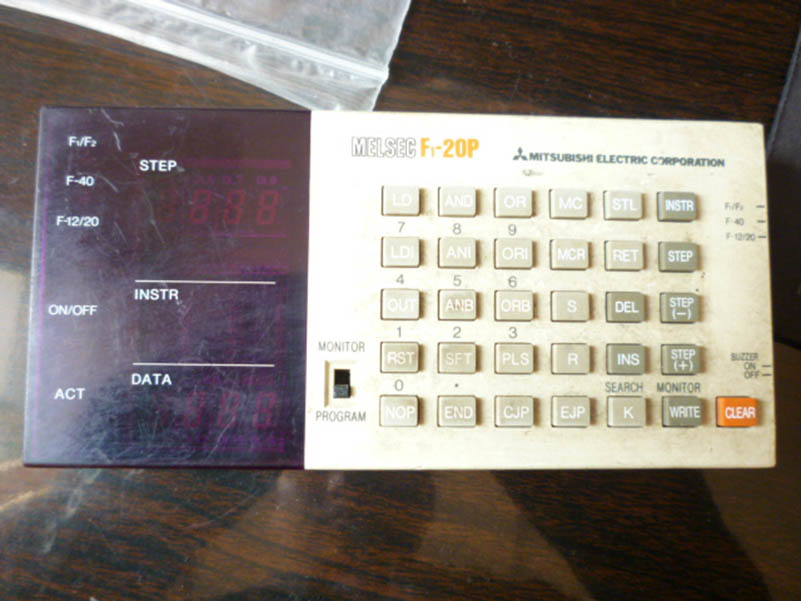 F1/F2
STEP
F-40
F-12/20
INSTR
ON/OFF
DATA
ACT
MELSEC F1-20P
MITSUBISHI ELECTRIC CORPORATION
LD AND OR MC STL INSTR
7 8 9
LDI ANI ORI MCR RET STEP
4 5 6
OUT ANB ORB S DEL STEP (-)
1 2 3
RST SFT PLS R INS STEP (+)
0 . SEARCH MONITOR
NOP END CJP EJP K WRITE CLEAR
MONITOR
PROGRAM
F1/F2
F-40
F-12/20
BUZZER
ON
OFF